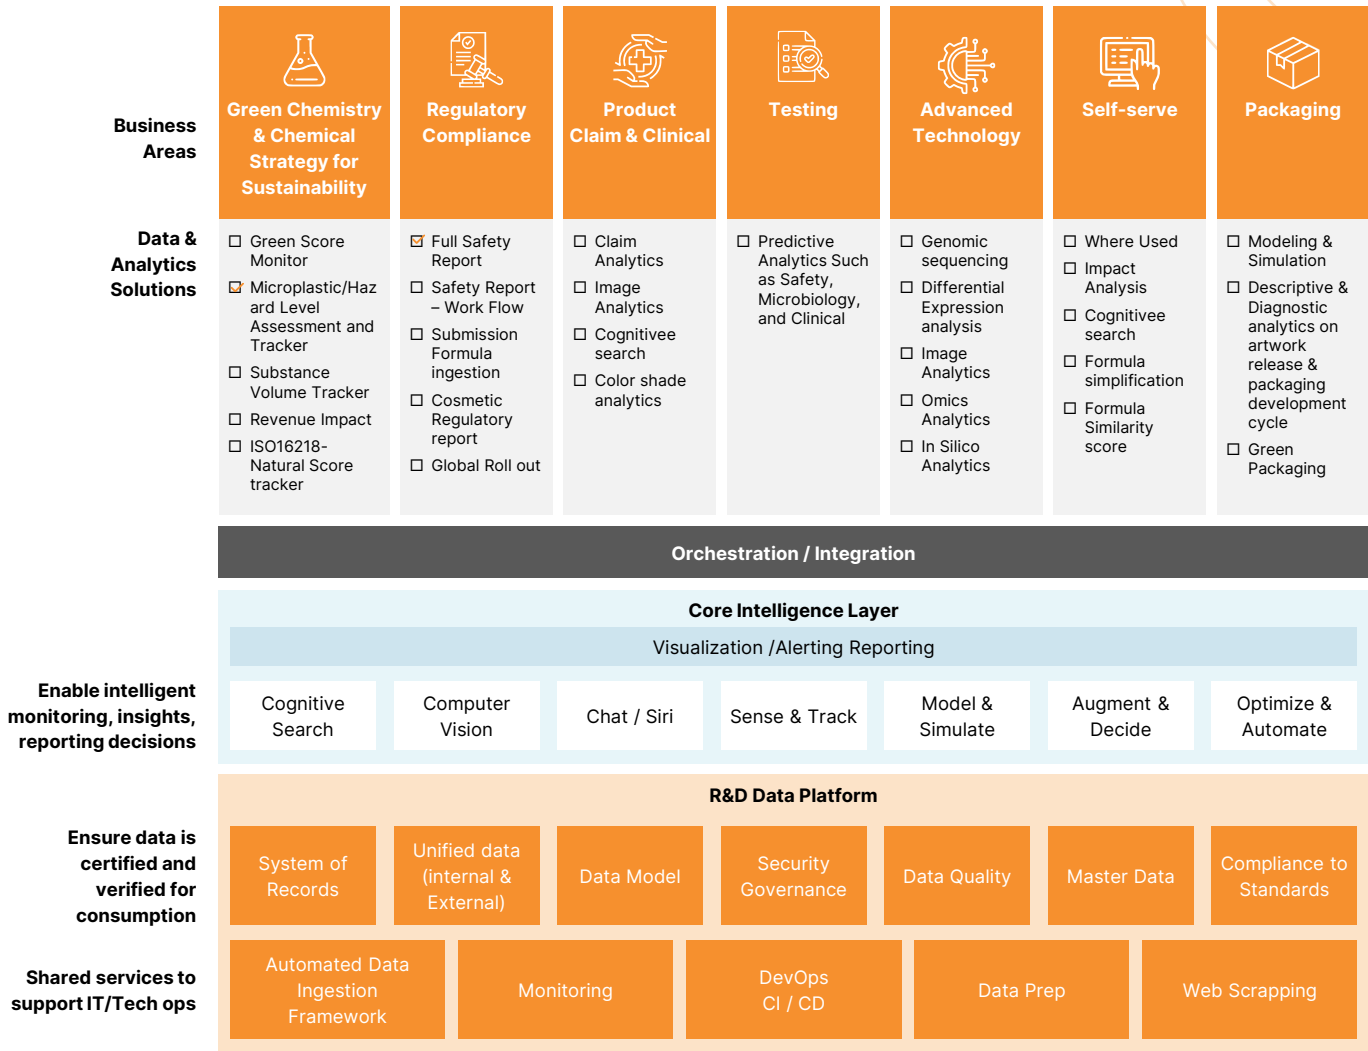 Business
Areas
Green Chemistry
& Chemical
Strategy for
Sustainability
Regulatory
Compliance
Product
Claim & Clinical
Testing
Advanced
Technology
Self-serve
Packaging
Data &
Analytics
Solutions
Green Score
Monitor
Microplastic/Haz
ard Level
Assessment and
Tracker
Substance
Volume Tracker
Revenue Impact
ISO16218-
Natural Score
tracker
Full Safety
Report
Safety Report
– Work Flow
Submission
Formula
ingestion
Cosmetic
Regulatory
report
Global Roll out
Claim
Analytics
Image
Analytics
Cognitivee
search
Color shade
analytics
Predictive
Analytics Such
as Safety,
Microbiology,
and Clinical
Genomic
sequencing
Differential
Expression
analysis
Image
Analytics
Omics
Analytics
In Silico
Analytics
Where Used
Impact
Analysis
Cognitivee
search
Formula
simplification
Formula
Similarity
score
Modeling &
Simulation
Descriptive &
Diagnostic
analytics on
artwork
release &
packaging
development
cycle
Green
Packaging
Orchestration / Integration
Core Intelligence Layer
Visualization /Alerting Reporting
Enable intelligent
monitoring, insights,
reporting decisions
Cognitive
Search
Computer
Vision
Chat / Siri
Sense & Track
Model &
Simulate
Augment &
Decide
Optimize &
Automate
R&D Data Platform
Ensure data is
certified and
verified for
consumption
System of
Records
Unified data
(internal &
External)
Data Model
Security
Governance
Data Quality
Master Data
Compliance to
Standards
Shared services to
support IT/Tech ops
Automated Data
Ingestion
Framework
Monitoring
DevOps
CI / CD
Data Prep
Web Scrapping